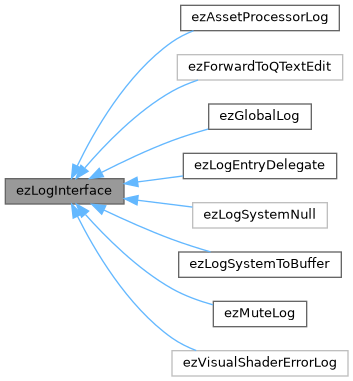 ezAssetProcessorLog
ezForwardToQTextEdit
ezGlobalLog
ezLogEntryDelegate
ezLogInterface
ezLogSystemNull
ezLogSystemToBuffer
ezMuteLog
ezVisualShaderErrorLog